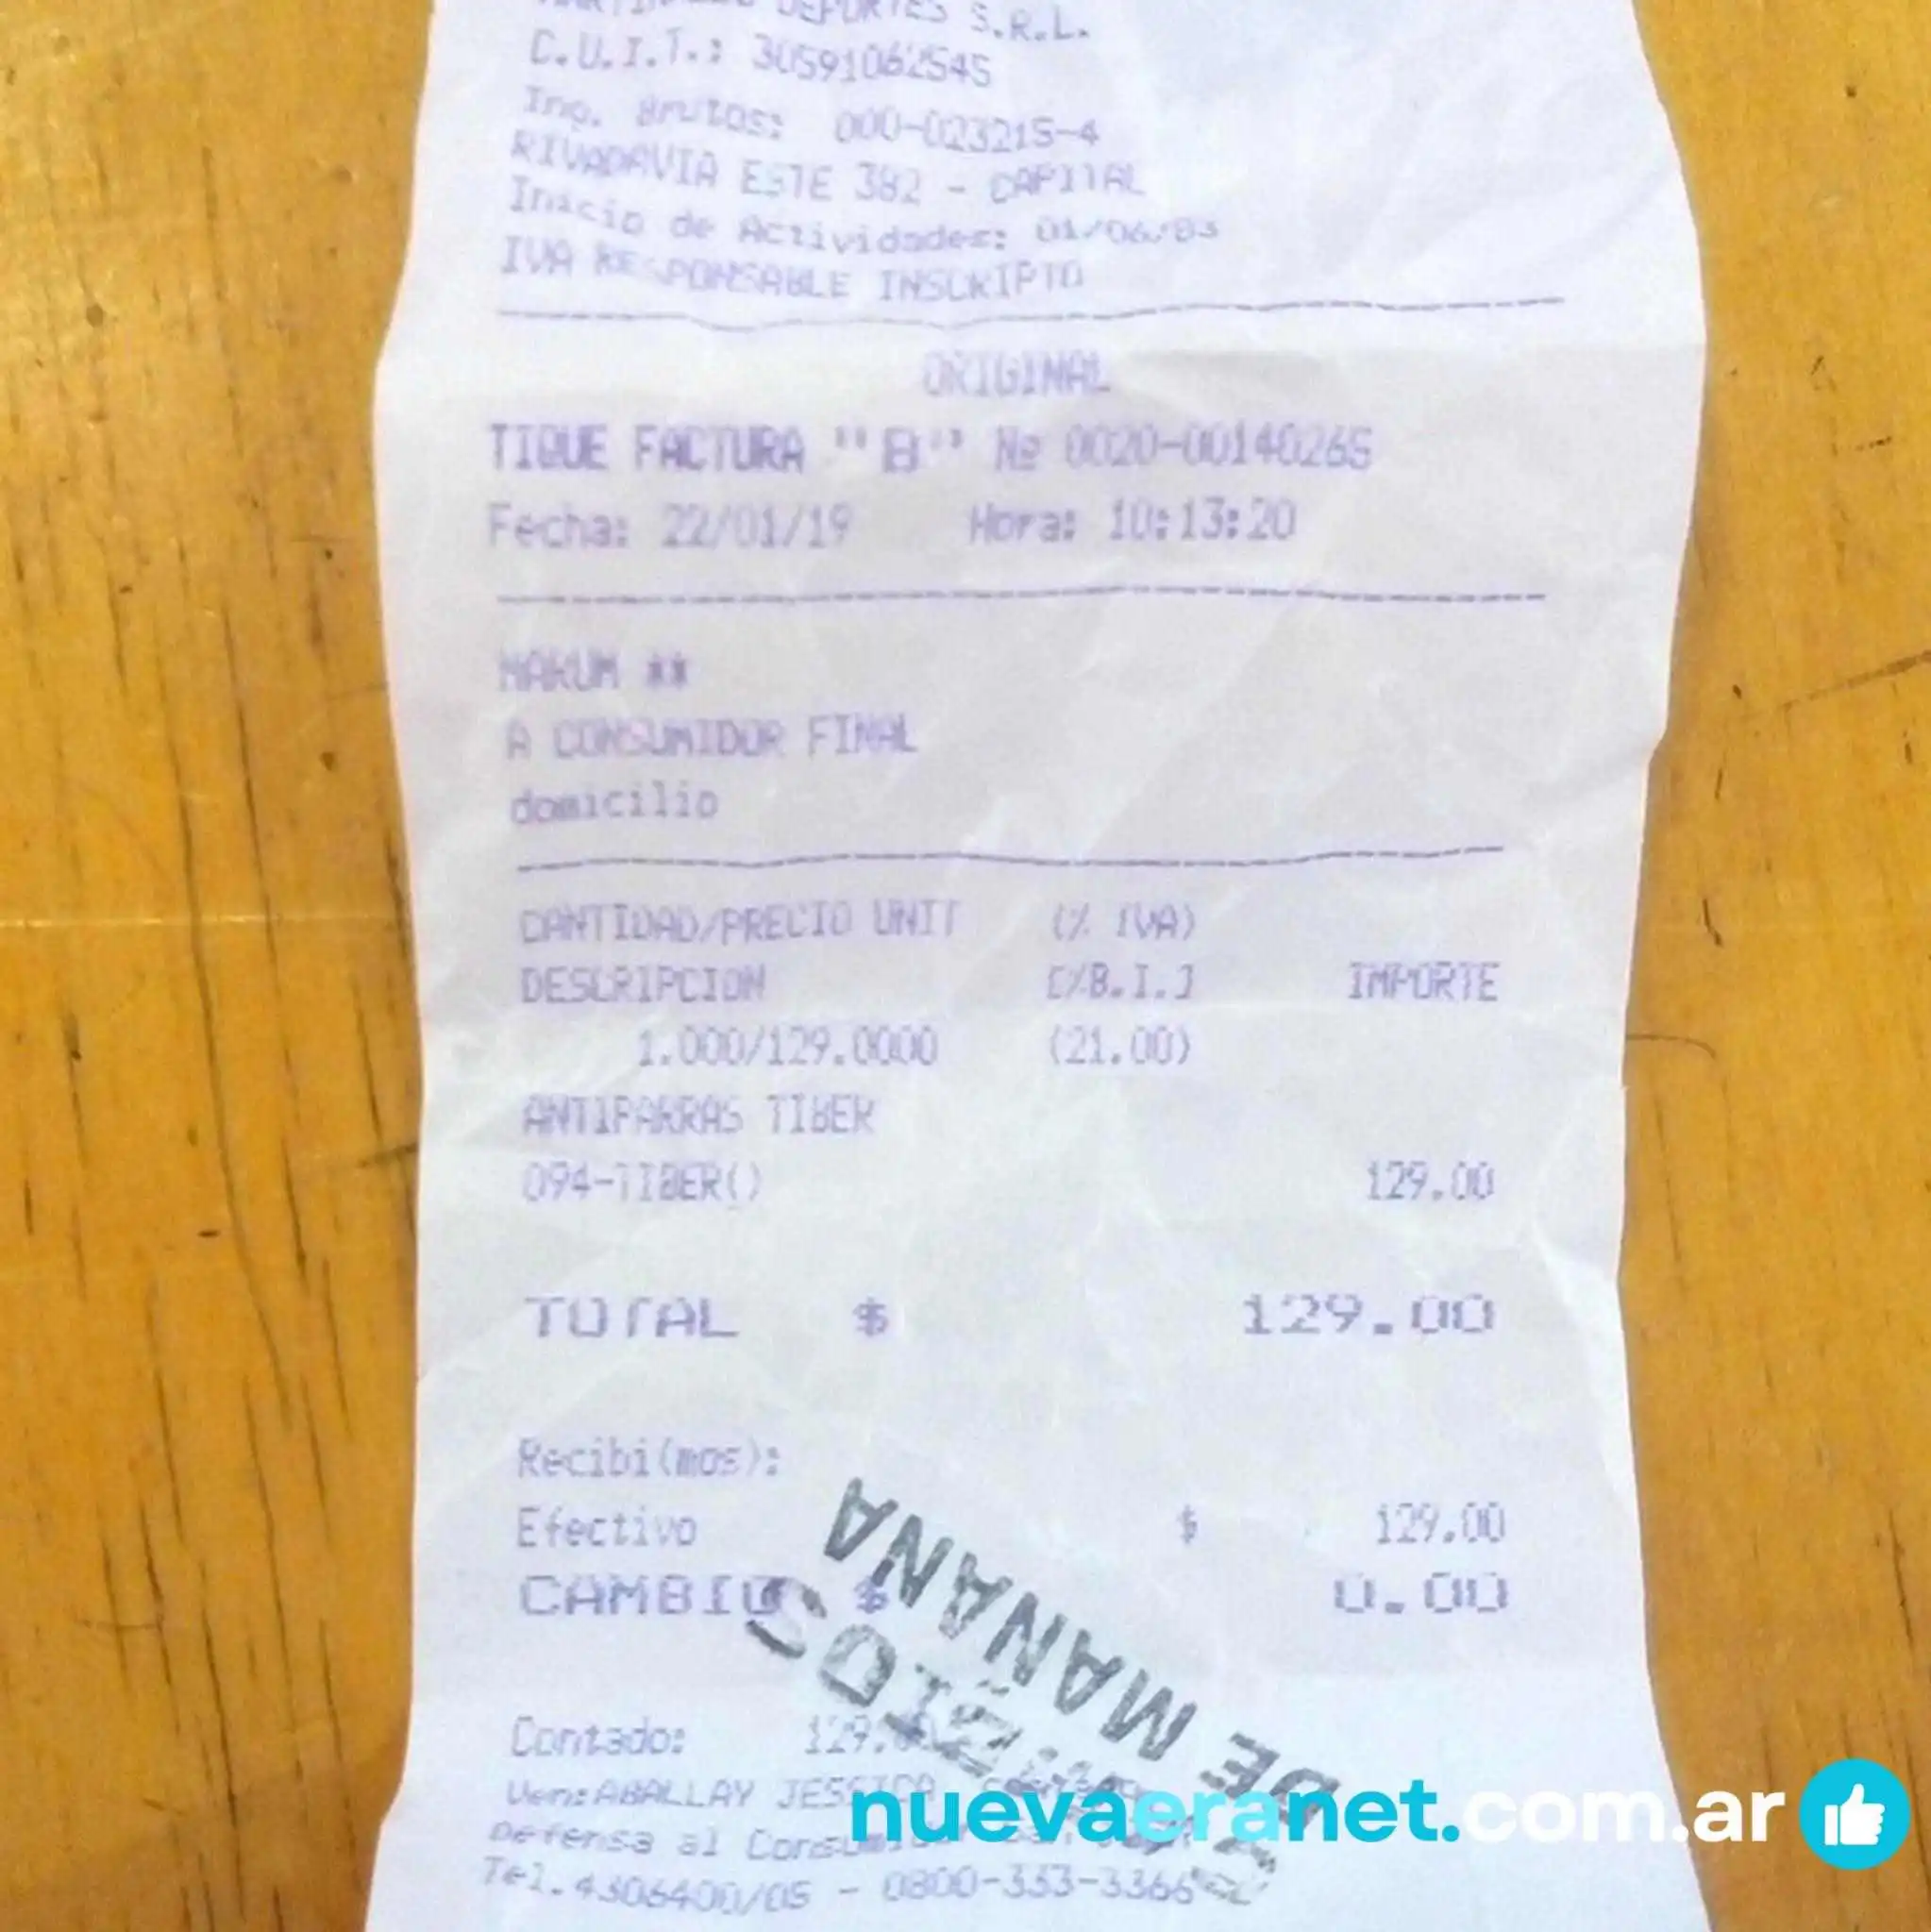 DEPORTES S.R.L.
C.U.I.T.: 30591062545
Ing. Brutos: 000-023215-4
RIVADAVIA ESTE 382 - CAPITAL
Inicio de Actividades: 01/06/83
IVA RESPONSABLE INSCRIPTO
ORIGINAL
TIQUE FACTURA "B" Nº 0020-00140265
Fecha: 22/01/19 Hora: 10:13:20
**
A CONSUMIDOR FINAL
domicilio
CANTIDAD/PRECIO UNIT (% IVA)
DESCRIPCION [%B.I.] IMPORTE
1.000/129.0000 (21.00)
ANTIPARRAS TIBER
094-TIBER() 129.00
TOTAL $ 129.00
Recibi(mos):
Efectivo $ 129.00
CAMBIO $ 0.00
DE MAÑANA
Contado:
Ven:ABALLAY JESSICA
Defensa al Consumidor
Tel.4306400/05 - 0800-333-3366
nuevaeranet.com.ar